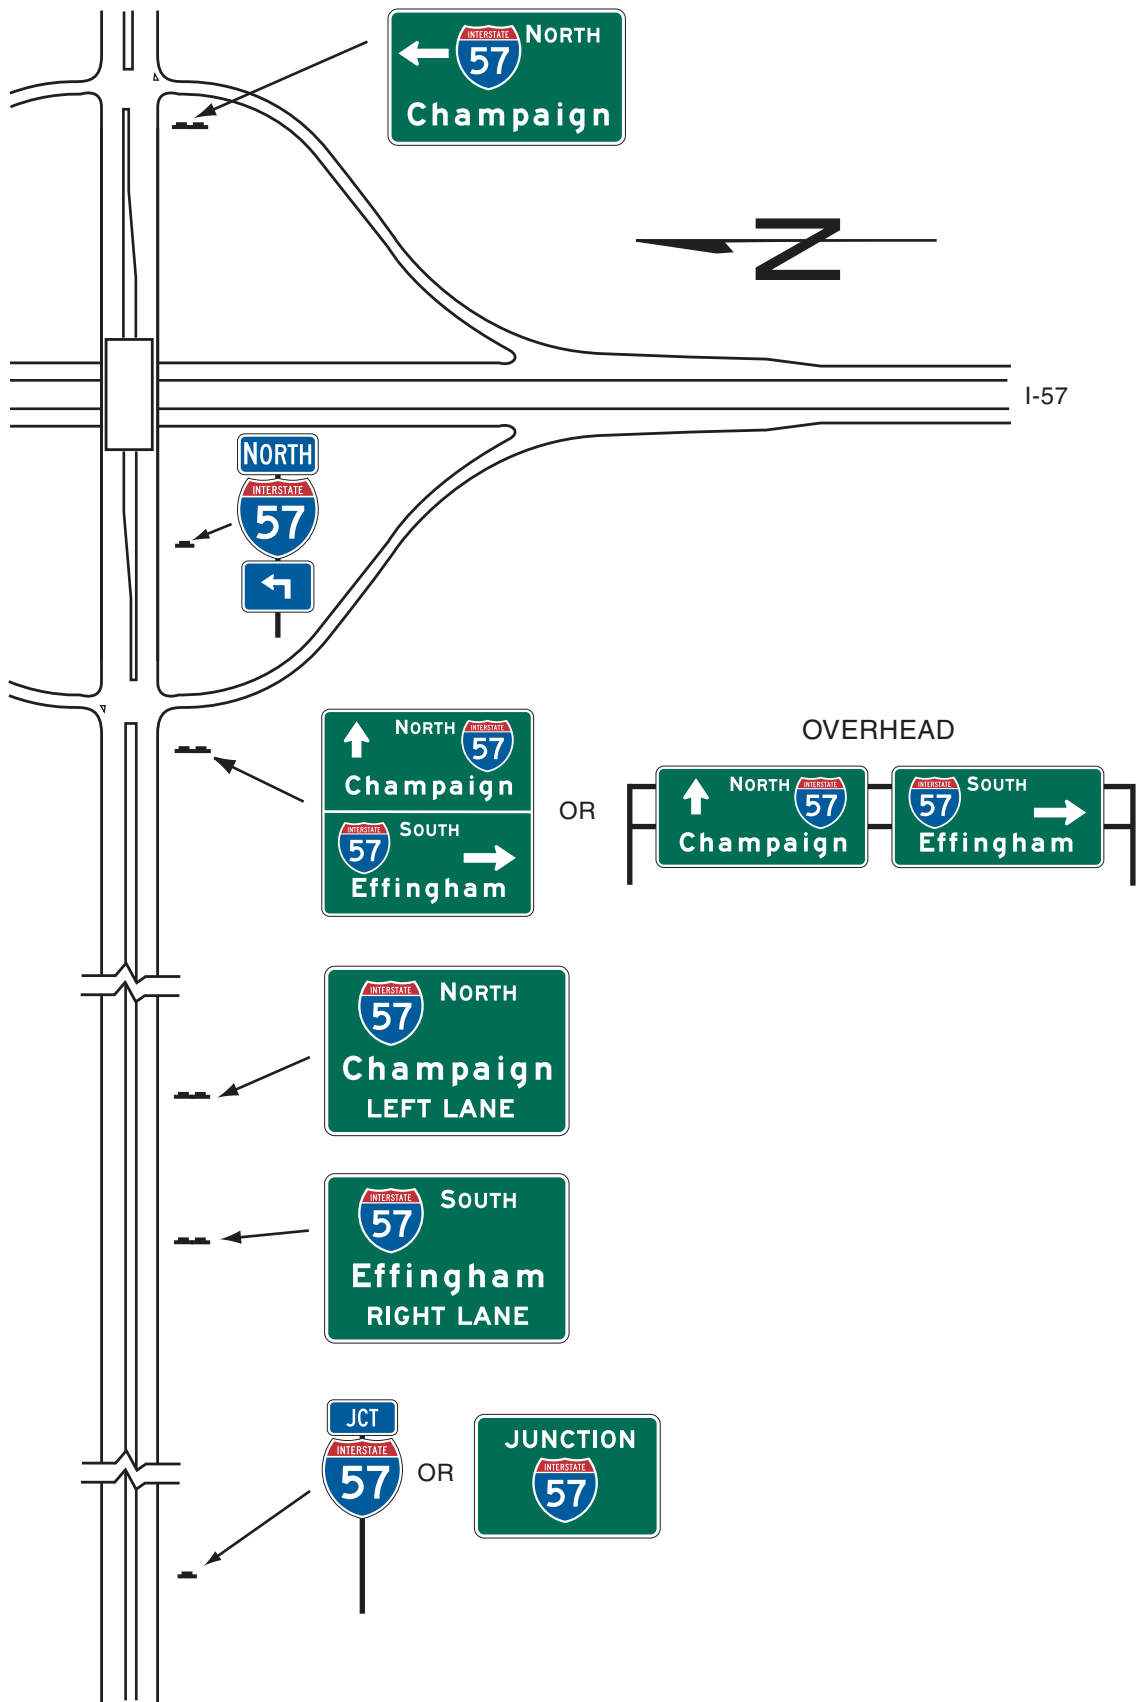 INTERSTATE
57
NORTH
Champaign
N
I-57
NORTH
INTERSTATE
57
NORTH
INTERSTATE
57
Champaign
INTERSTATE
57
SOUTH
Effingham
OR
OVERHEAD
NORTH
INTERSTATE
57
Champaign
INTERSTATE
57
SOUTH
Effingham
INTERSTATE
57
NORTH
Champaign
LEFT LANE
INTERSTATE
57
SOUTH
Effingham
RIGHT LANE
JCT
INTERSTATE
57
OR
JUNCTION
INTERSTATE
57